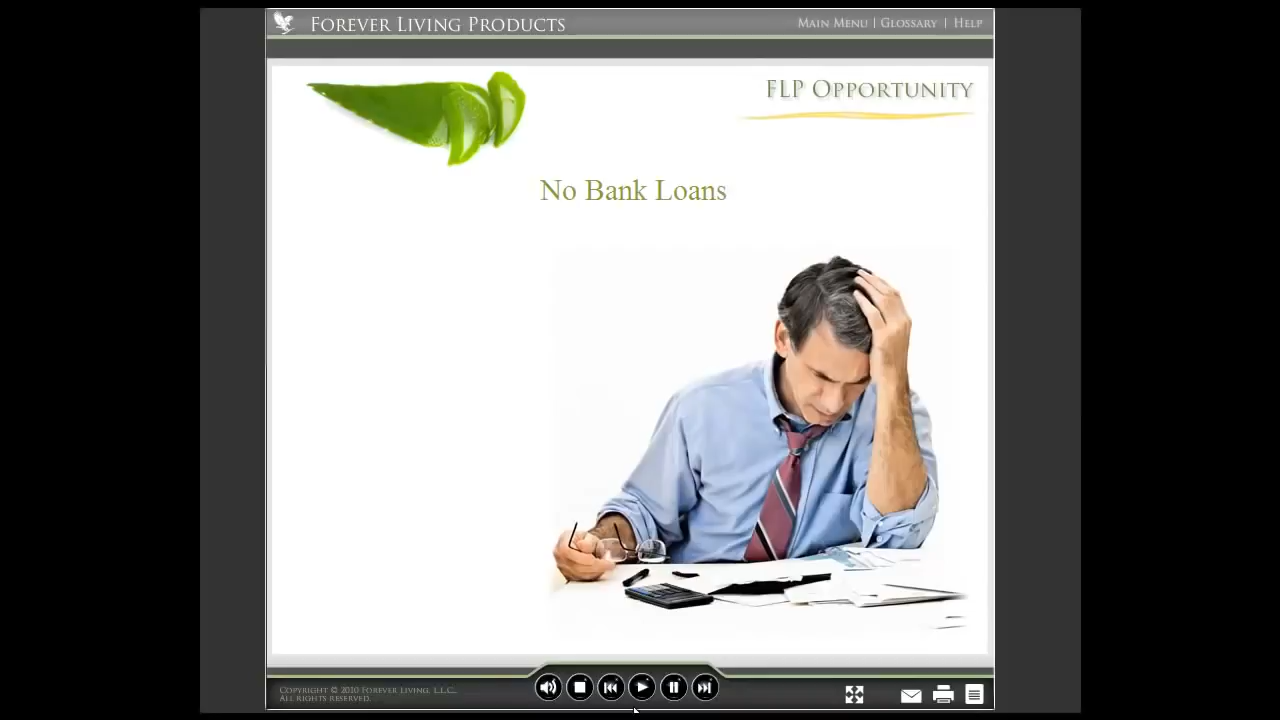 Forever Living Products
Main Menu | Glossary | Help
FLP Opportunity
No Bank Loans
Copyright © 2010 Forever Living, L.L.C.
All rights reserved.